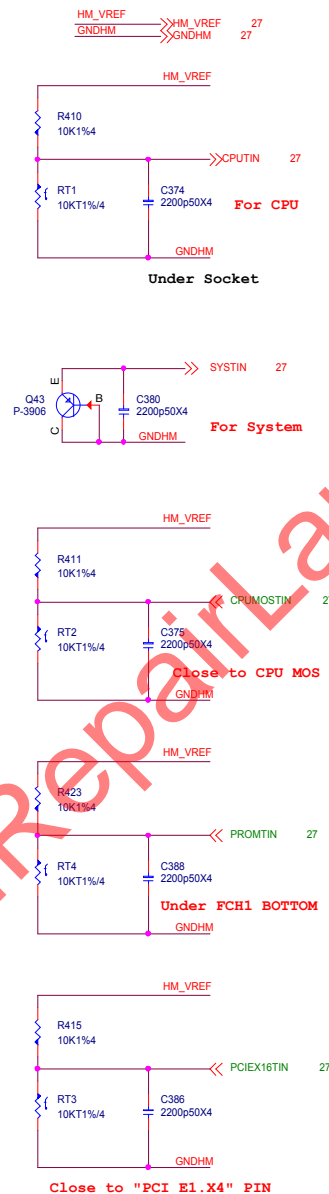 HM_VREF HM_VREF 27
GNDHM GNDHM 27
HM_VREF
R410
10K1%4
CPUTIN 27
RT1
10KT1%/4
C374
2200p50X4
For CPU
GNDHM
Under Socket
SYSTIN 27
E
Q43
P-3906
B
C380
2200p50X4
C
GNDHM
For System
HM_VREF
R411
10K1%4
CPUMOSTIN 27
RT2
10KT1%/4
C375
2200p50X4
Close to CPU MOS
GNDHM
HM_VREF
R423
10K1%4
PROMTIN 27
RT4
10KT1%/4
C388
2200p50X4
Under FCH1 BOTTOM
GNDHM
HM_VREF
R415
10K1%4
PCIEX16TIN 27
RT3
10KT1%/4
C386
2200p50X4
GNDHM
Close to "PCI E1.X4" PIN
RepairLa